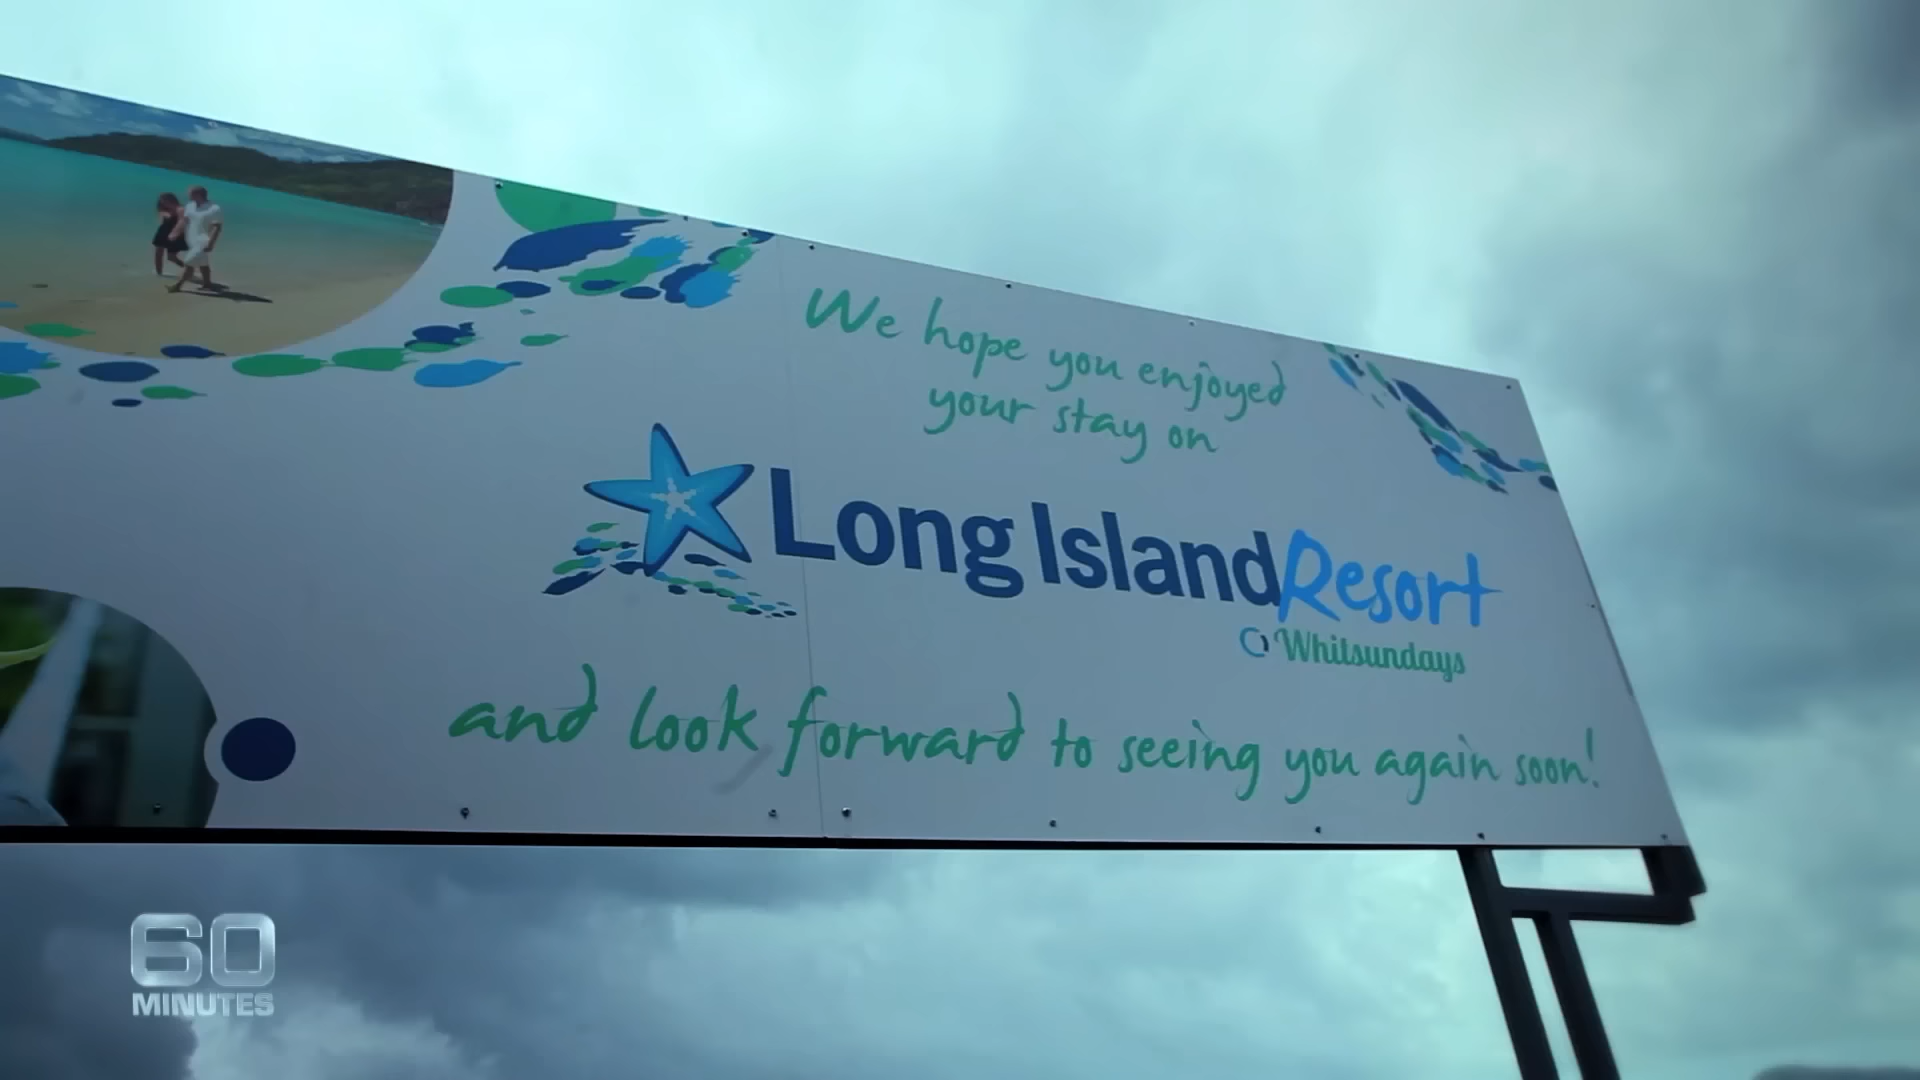 We hope you enjoyed
your stay on
Long Island Resort
Whitsundays
and look forward to seeing you again soon!
60
MINUTES